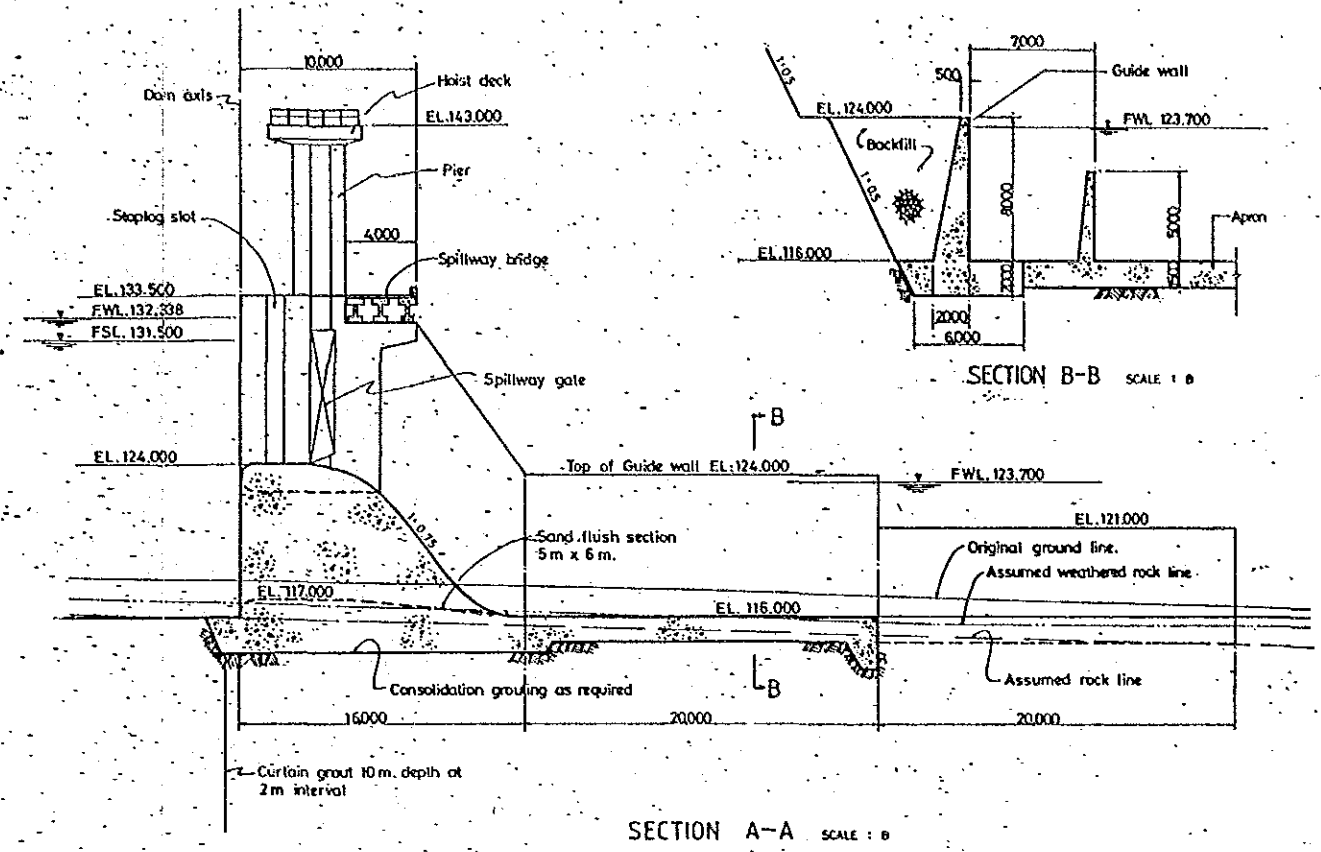 10,000
Hoist deck
Dam axis
EL.143.000
Pier
Stoplog slot
4,000
Spillway bridge
EL.133.500
FWL.132.338
FSL.131.500
Spillway gate
EL.124.000
B
Top of Guide wall EL.124.000
FWL.123.700
1:0.75
EL.121.000
Sand flush section
5m x 6m.
Original ground line.
Assumed weathered rock line
EL.117.000
EL. 116.000
Consolidation grouting as required
B
Assumed rock line
16,000
20,000
20,000
Curtain grout 10m. depth at
2m interval
SECTION A-A SCALE : B
7,000
1:0.5
500
Guide wall
EL.124.000
FWL 123.700
Backfill
1:0.5
8000
5000
Apron
EL.116.000
2000
1500
2000
6,000
SECTION B-B SCALE : B